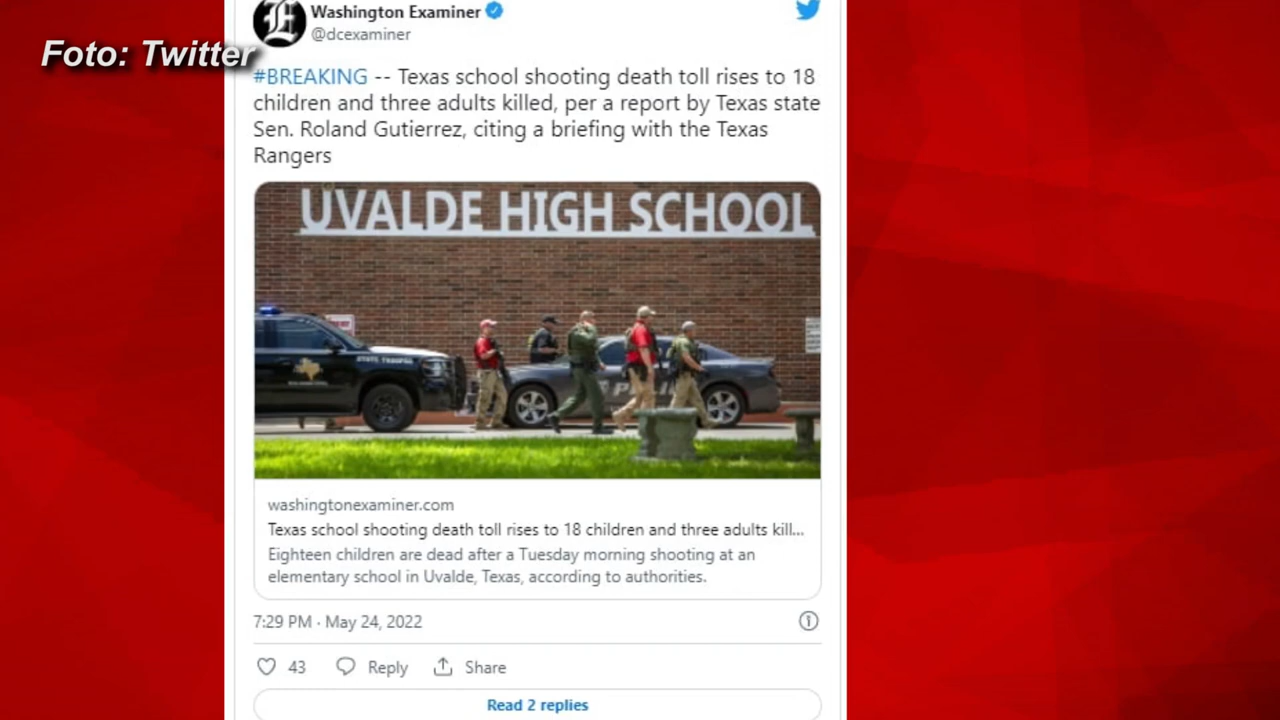 Washington Examiner
@dcexaminer
Foto: Twitter
#BREAKING -- Texas school shooting death toll rises to 18
children and three adults killed, per a report by Texas state
Sen. Roland Gutierrez, citing a briefing with the Texas
Rangers
UVALDE HIGH SCHOOL
STATE TROOPER
washingtonexaminer.com
Texas school shooting death toll rises to 18 children and three adults kill...
Eighteen children are dead after a Tuesday morning shooting at an
elementary school in Uvalde, Texas, according to authorities.
7:29 PM · May 24, 2022
43 Reply Share
Read 2 replies